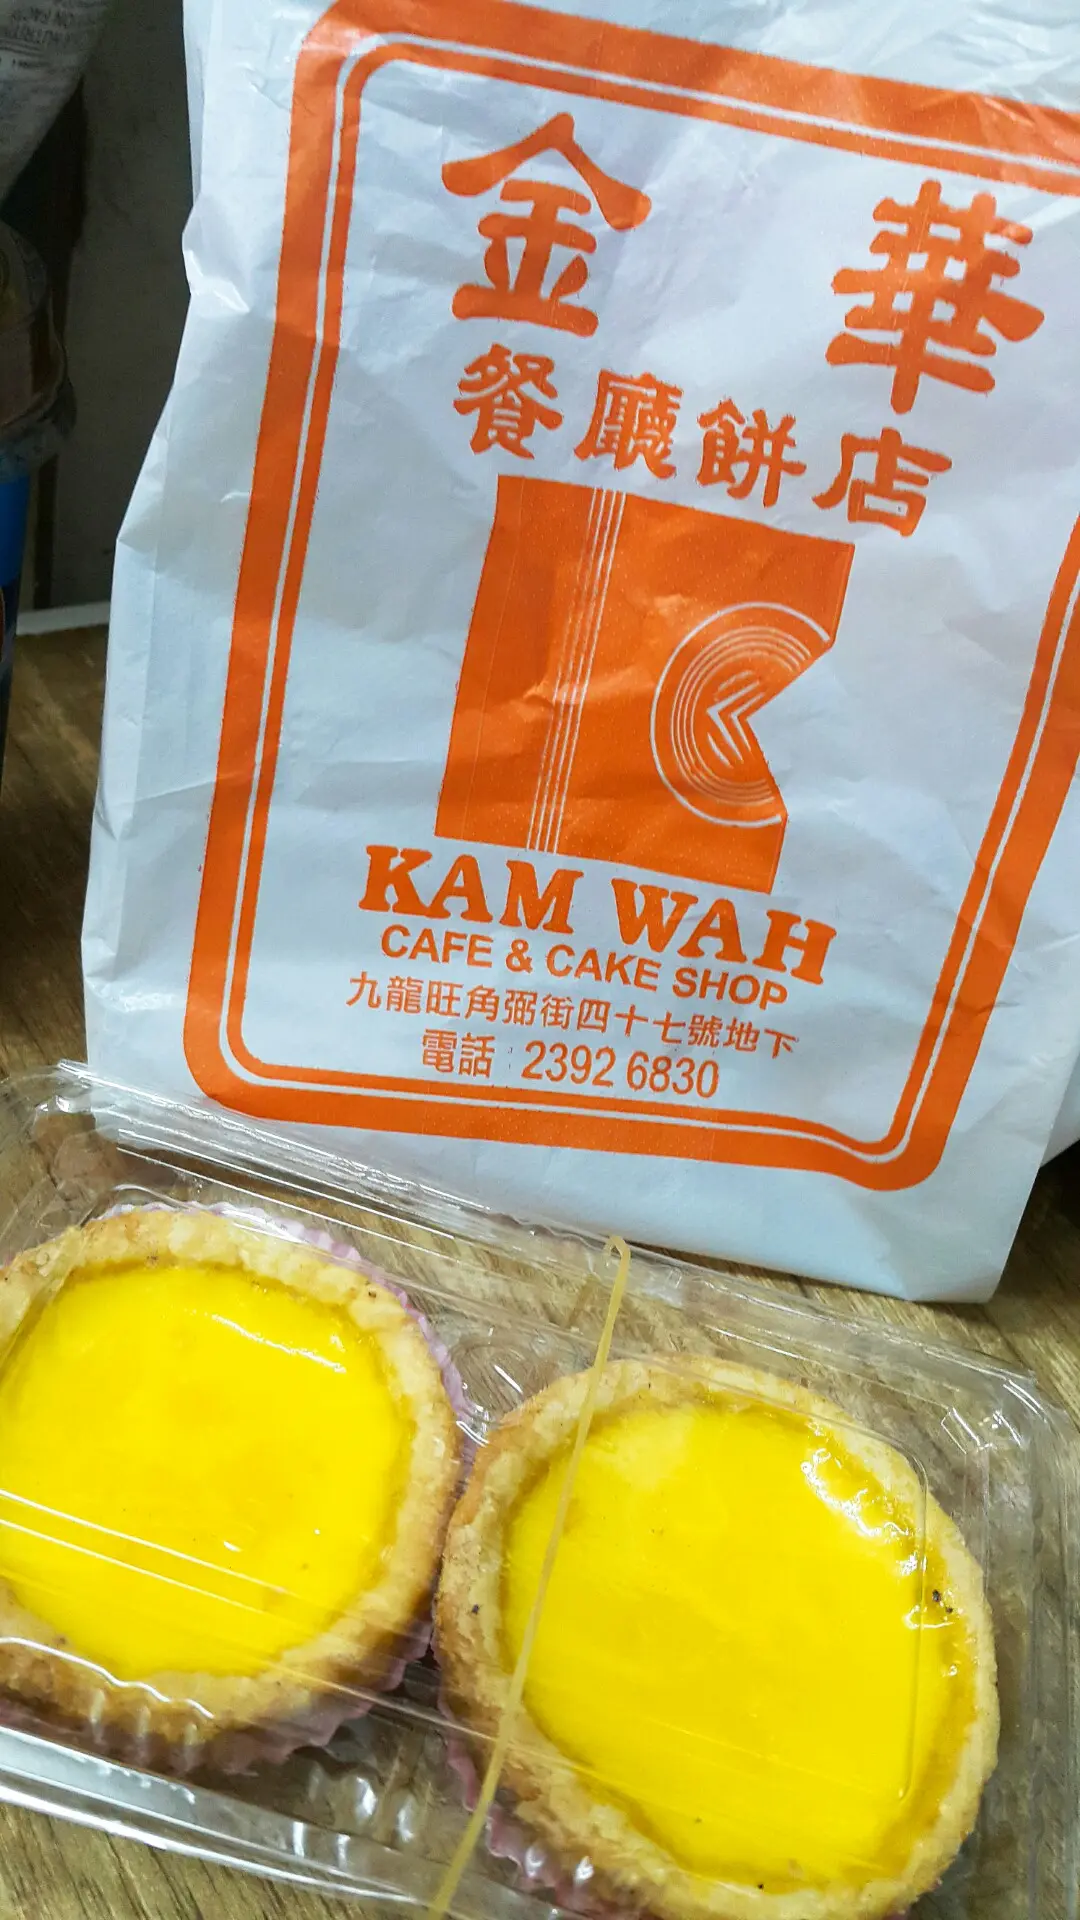 金華
餐廳餅店
KAM WAH
CAFE & CAKE SHOP
九龍旺角弼街四十七號地下
電話：2392 6830